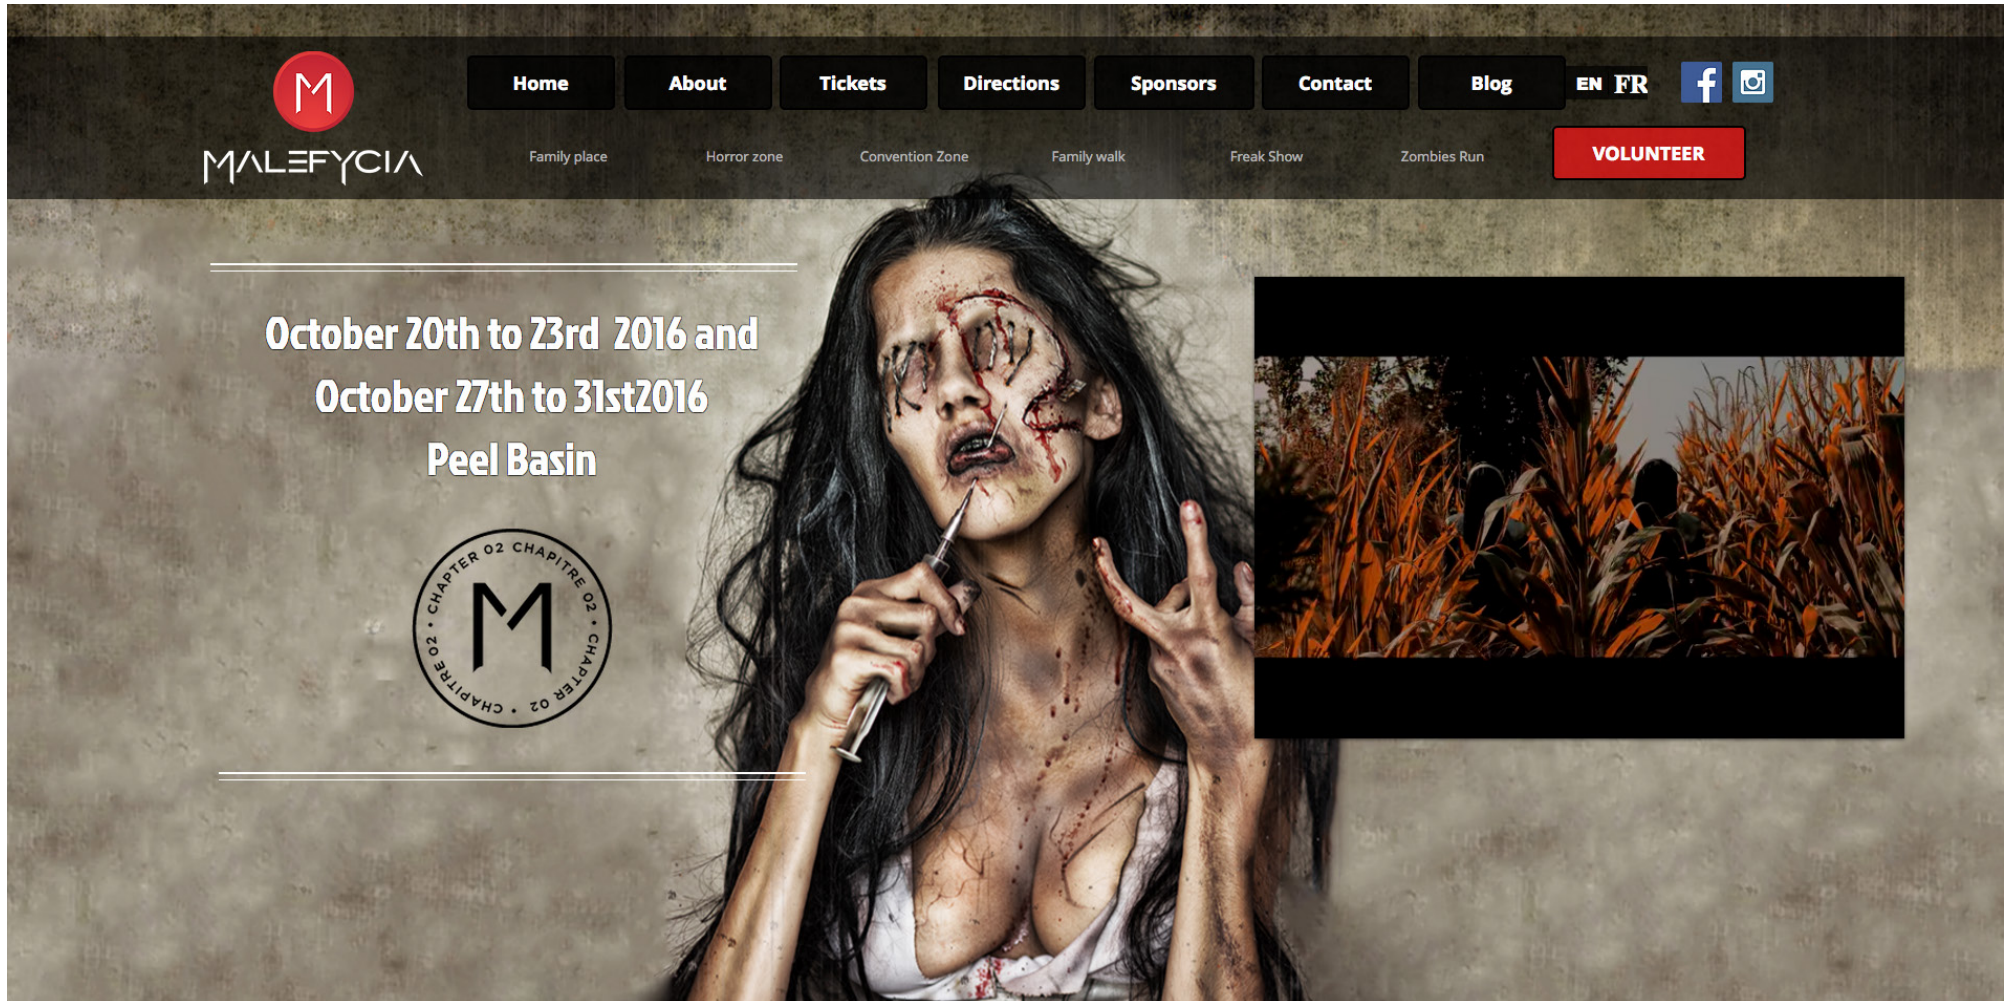 M
MALEFYCIA
Home About Tickets Directions Sponsors Contact Blog EN FR
Family place Horror zone Convention Zone Family walk Freak Show Zombies Run VOLUNTEER
October 20th to 23rd 2016 and
October 27th to 31st2016
Peel Basin
CHAPTER 02 CHAPITRE 02 • CHAPTER 02 • CHAPITRE 02 •
M